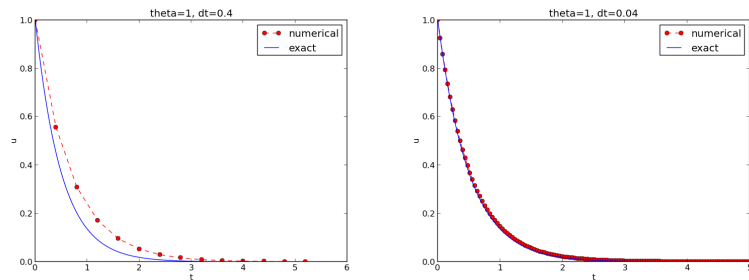 theta=1, dt=0.4
1.0
numerical
exact
0.8
0.6
u
0.4
0.2
0.0
0 1 2 3 4 5 6
t
theta=1, dt=0.04
1.0
numerical
exact
0.8
0.6
u
0.4
0.2
0.0
0 1 2 3 4 5
t